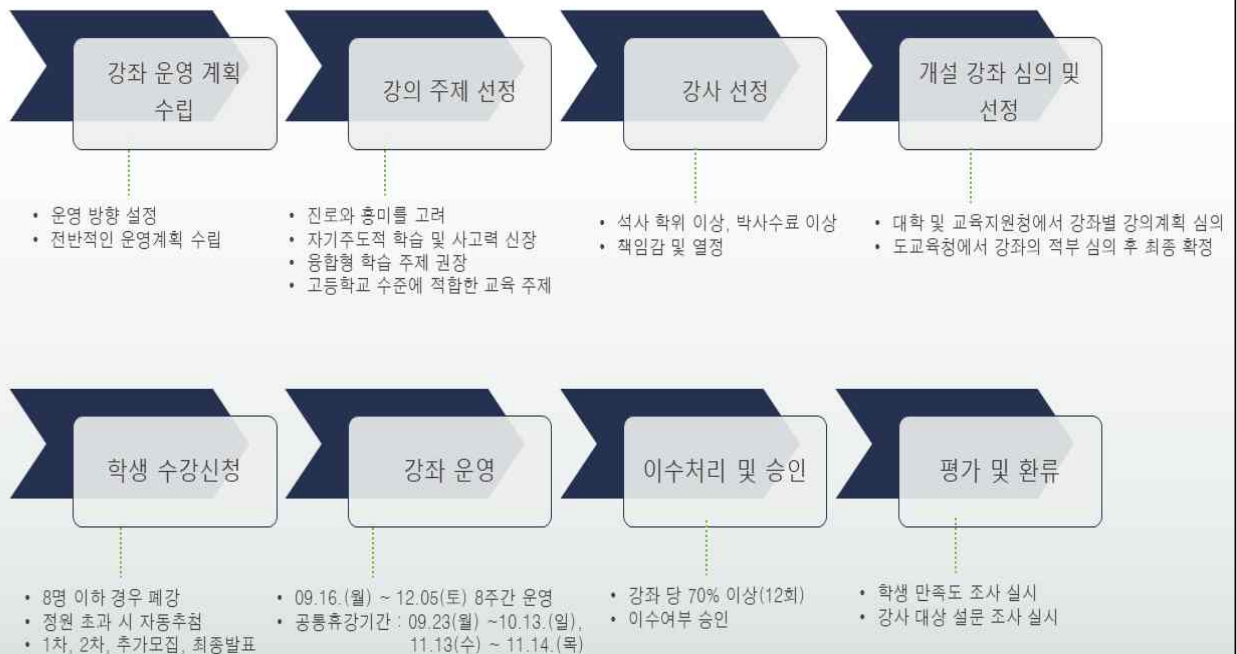 강좌 운영 계획
수립
강의 주제 선정
강사 선정
개설 강좌 심의 및
선정
• 운영 방향 설정
• 전반적인 운영계획 수립
• 진로와 흥미를 고려
• 자기주도적 학습 및 사고력 신장
• 융합형 학습 주제 권장
• 고등학교 수준에 적합한 교육 주제
• 석사 학위 이상, 박사수료 이상
• 책임감 및 열정
• 대학 및 교육지원청에서 강좌별 강의계획 심의
• 도교육청에서 강좌의 적부 심의 후 최종 확정
학생 수강신청
강좌 운영
이수처리 및 승인
평가 및 환류
• 8명 이하 경우 폐강
• 정원 초과 시 자동추첨
• 1차, 2차, 추가모집, 최종발표
• 09.16.(월) ~ 12.05(토) 8주간 운영
• 공통휴강기간 : 09.23(월) ~10.13.(일),
11.13(수) ~ 11.14.(목)
• 강좌 당 70% 이상(12회)
• 이수여부 승인
• 학생 만족도 조사 실시
• 강사 대상 설문 조사 실시